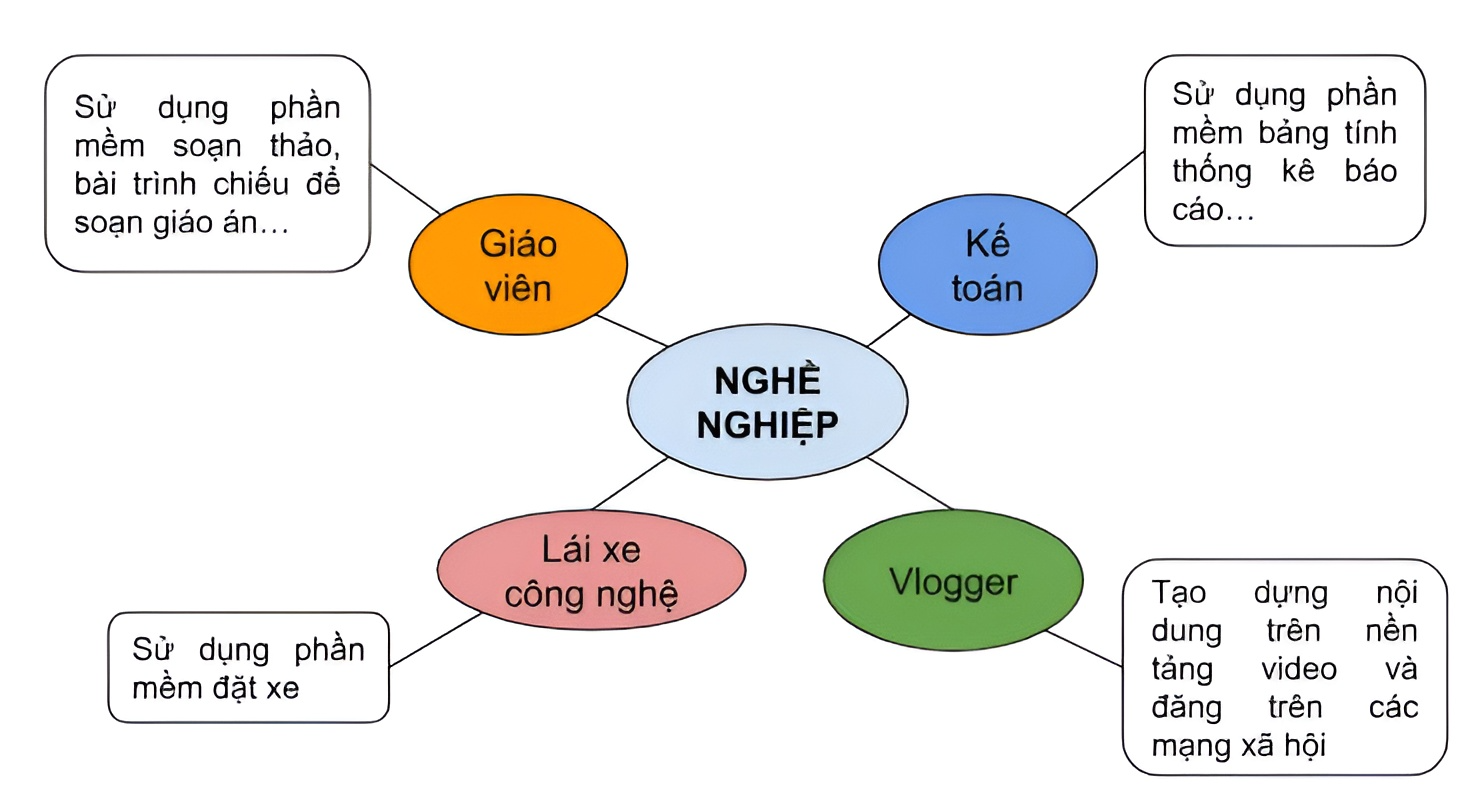 Sử dụng phần
mềm soạn thảo,
bài trình chiếu để
soạn giáo án...
Giáo
viên
Sử dụng phần
mềm bảng tính
thống kê báo
cáo...
Kế
toán
NGHỀ
NGHIỆP
Lái xe
công nghệ
Sử dụng phần
mềm đặt xe
Vlogger
Tạo dựng nội
dung trên nền
tảng video và
đăng trên các
mạng xã hội